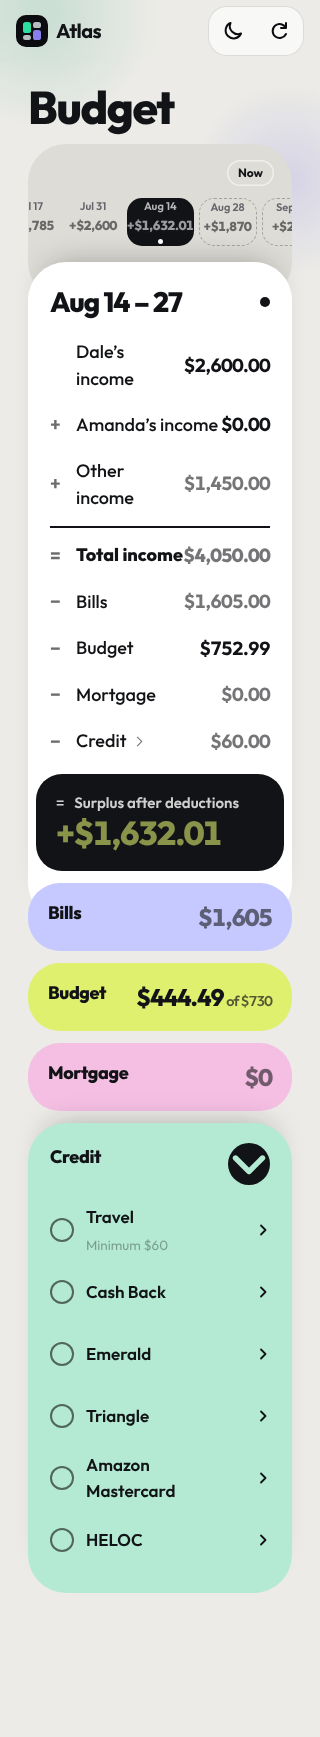 Atlas
Budget
Now
l 17
Jul 31
Aug 14
Aug 28
Sep
,785
+$2,600
+$1,632.01
+$1,870
+$2
Aug 14 – 27
Dale's income
$2,600.00
+ Amanda's income $0.00
+ Other income
$1,450.00
= Total income $4,050.00
– Bills $1,605.00
– Budget $752.99
– Mortgage $0.00
– Credit > $60.00
= Surplus after deductions
+$1,632.01
Bills $1,605
Budget $444.49 of $730
Mortgage $0
Credit
Travel
Minimum $60
Cash Back
Emerald
Triangle
Amazon
Mastercard
HELOC